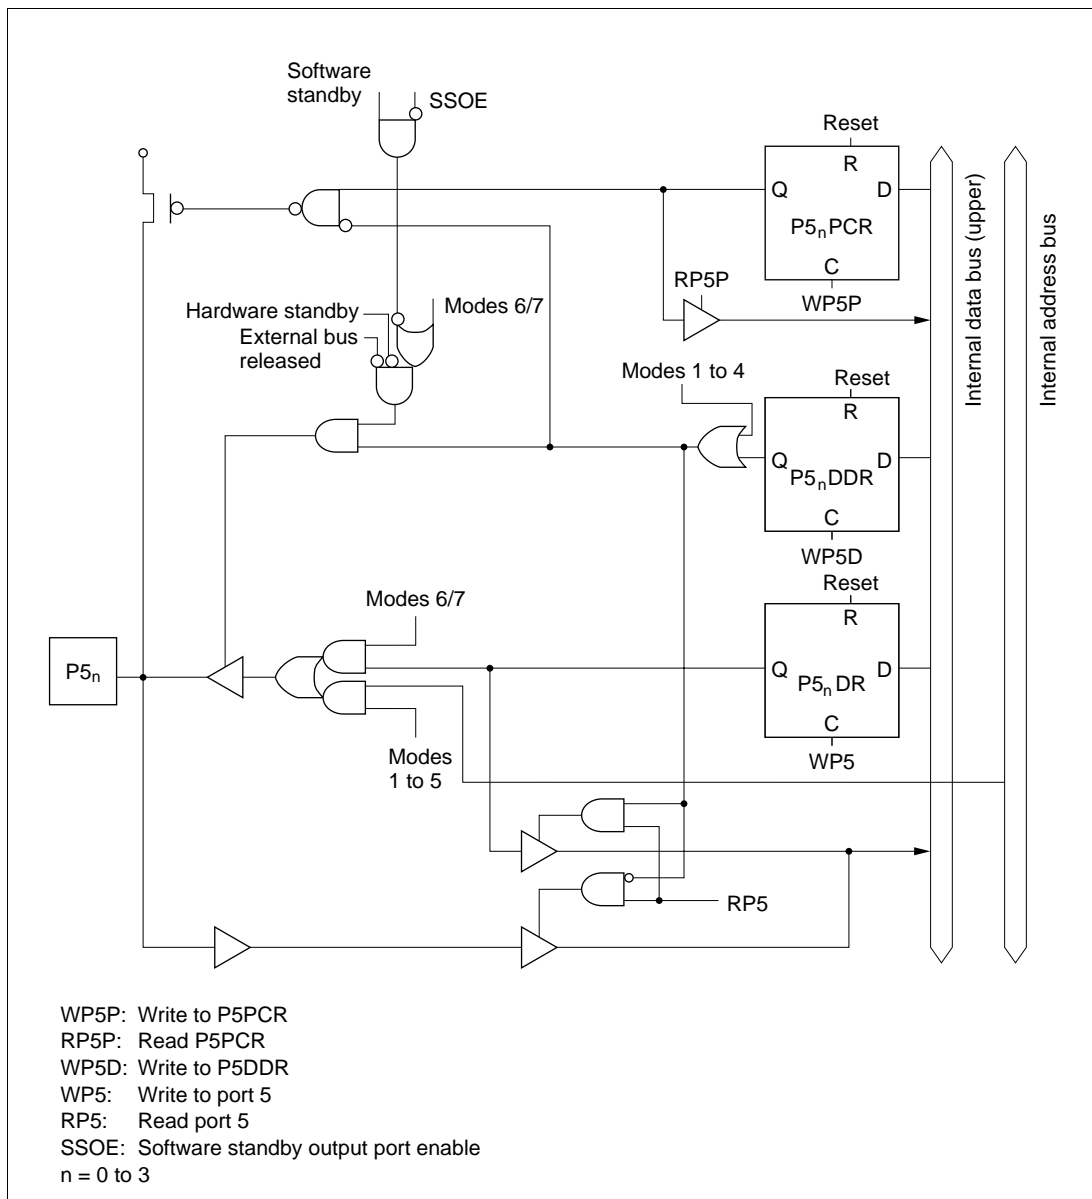 Software
standby
SSOE
Reset
R
Q
D
P5nPCR
C
WP5P
RP5P
Hardware standby
Modes 6/7
External bus
released
Modes 1 to 4
Internal data bus (upper)
Internal address bus
Reset
R
Q
D
P5nDDR
C
WP5D
Reset
R
Modes 6/7
P5n
Q
D
P5n DR
C
WP5
Modes
1 to 5
RP5
WP5P: Write to P5PCR
RP5P: Read P5PCR
WP5D: Write to P5DDR
WP5: Write to port 5
RP5: Read port 5
SSOE: Software standby output port enable
n = 0 to 3